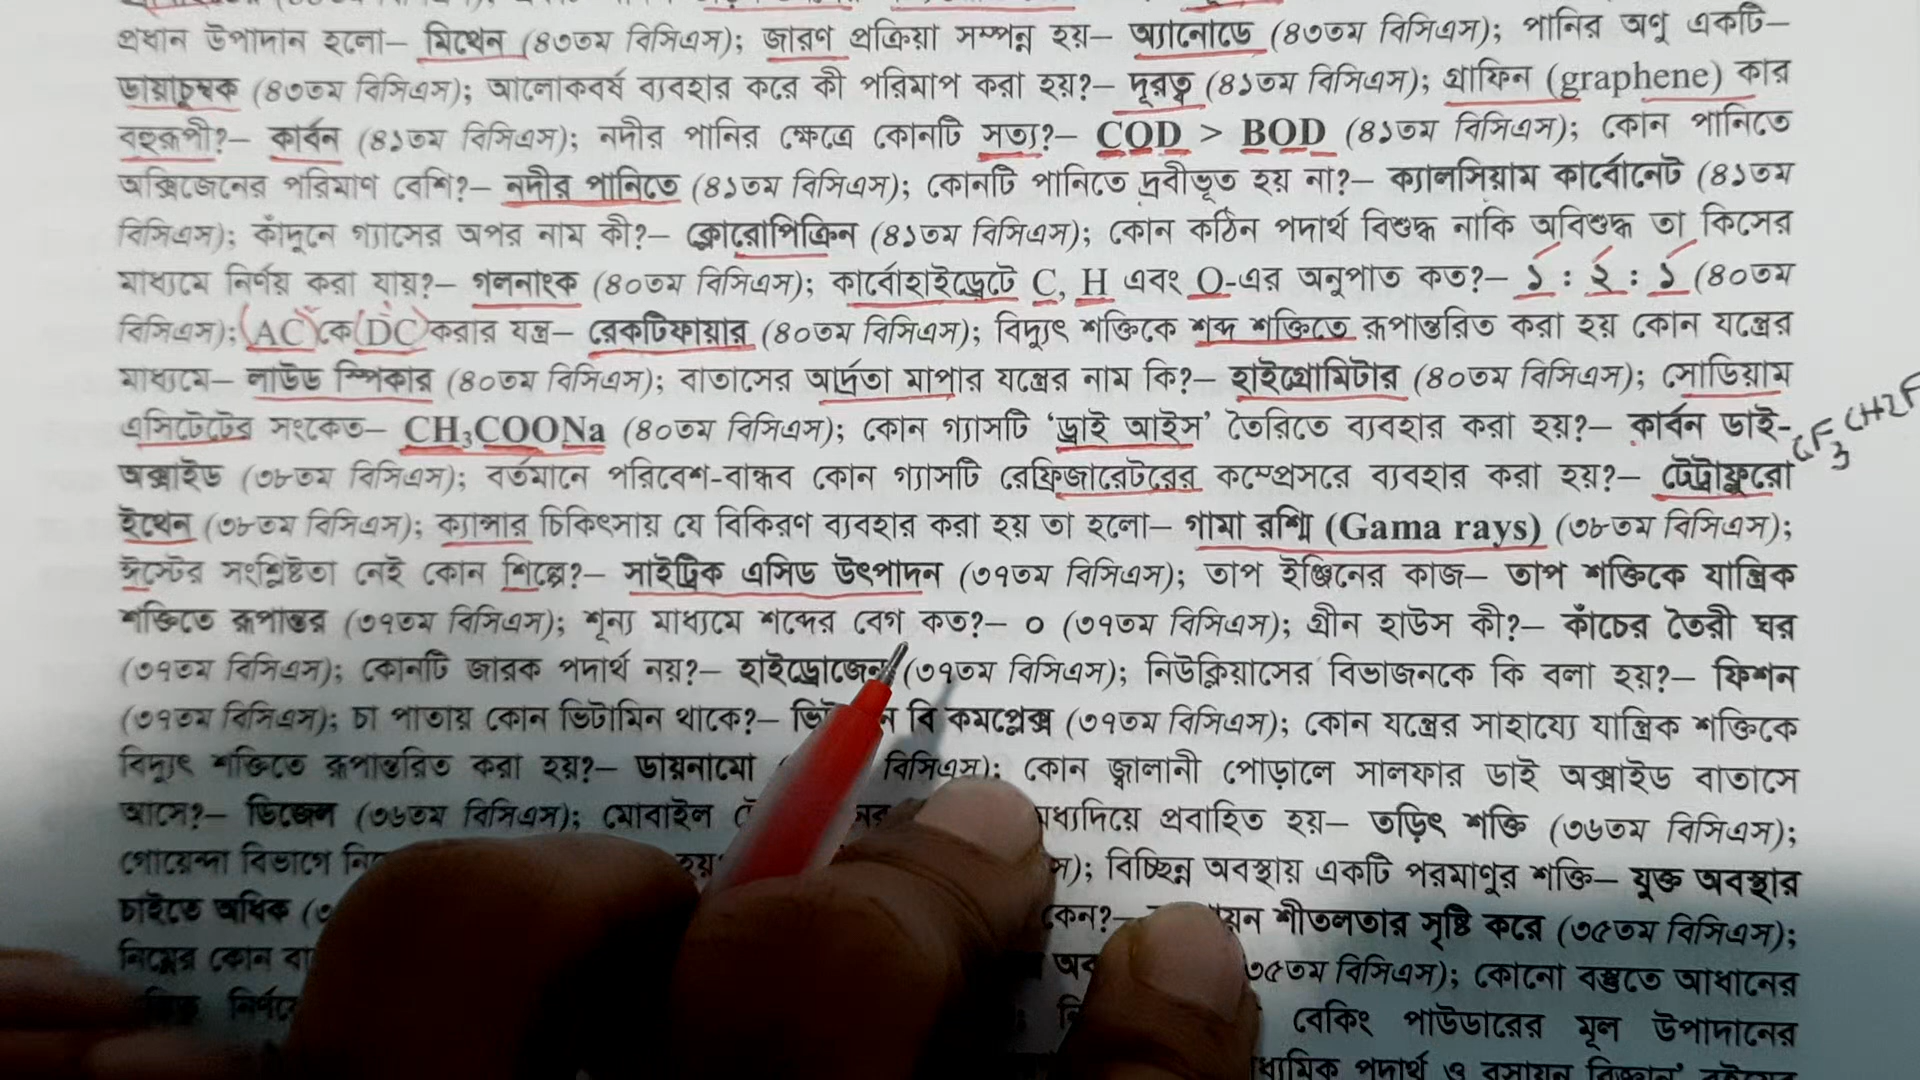 প্রধান উপাদান হলো– মিথেন (৪৩তম বিসিএস); জারণ প্রক্রিয়া সম্পন্ন হয়– অ্যানোডে (৪৩তম বিসিএস); পানির অণু একটি–
ডায়াচুম্বক (৪৩তম বিসিএস); আলোকবর্ষ ব্যবহার করে কী পরিমাপ করা হয়?– দূরত্ব (৪১তম বিসিএস); গ্রাফিন (graphene) কার
বহুরূপী?– কার্বন (৪১তম বিসিএস); নদীর পানির ক্ষেত্রে কোনটি সত্য?– COD > BOD (৪১তম বিসিএস); কোন পানিতে
অক্সিজেনের পরিমাণ বেশি?– নদীর পানিতে (৪১তম বিসিএস); কোনটি পানিতে দ্রবীভূত হয় না?– ক্যালসিয়াম কার্বোনেট (৪১তম
বিসিএস); কাঁদুনে গ্যাসের অপর নাম কী?– ক্লোরোপিক্রিন (৪১তম বিসিএস); কোন কঠিন পদার্থ বিশুদ্ধ নাকি অবিশুদ্ধ তা কিসের
মাধ্যমে নির্ণয় করা যায়?– গলনাংক (৪০তম বিসিএস); কার্বোহাইড্রেটে C, H এবং O-এর অনুপাত কত?– ১ : ২ : ১ (৪০তম
বিসিএস); AC কে DC করার যন্ত্র– রেকটিফায়ার (৪০তম বিসিএস); বিদ্যুৎ শক্তিকে শব্দ শক্তিতে রূপান্তরিত করা হয় কোন যন্ত্রের
মাধ্যমে– লাউড স্পিকার (৪০তম বিসিএস); বাতাসের আর্দ্রতা মাপার যন্ত্রের নাম কি?– হাইগ্রোমিটার (৪০তম বিসিএস); সোডিয়াম
এসিটেটের সংকেত– CH₃COONa (৪০তম বিসিএস); কোন গ্যাসটি ‘ড্রাই আইস’ তৈরিতে ব্যবহার করা হয়?– কার্বন ডাই-
CF₃CH2F
অক্সাইড (৩৮তম বিসিএস); বর্তমানে পরিবেশ-বান্ধব কোন গ্যাসটি রেফ্রিজারেটরের কম্প্রেসরে ব্যবহার করা হয়?– টেট্রাফ্লুরো
ইথেন (৩৮তম বিসিএস); ক্যান্সার চিকিৎসায় যে বিকিরণ ব্যবহার করা হয় তা হলো– গামা রশ্মি (Gama rays) (৩৮তম বিসিএস);
ঈস্টের সংশ্লিষ্টতা নেই কোন শিল্পে?– সাইট্রিক এসিড উৎপাদন (৩৭তম বিসিএস); তাপ ইঞ্জিনের কাজ– তাপ শক্তিকে যান্ত্রিক
শক্তিতে রূপান্তর (৩৭তম বিসিএস); শূন্য মাধ্যমে শব্দের বেগ কত?– ০ (৩৭তম বিসিএস); গ্রীন হাউস কী?– কাঁচের তৈরী ঘর
(৩৭তম বিসিএস); কোনটি জারক পদার্থ নয়?– হাইড্রোজেন (৩৭তম বিসিএস); নিউক্লিয়াসের বিভাজনকে কি বলা হয়?– ফিশন
(৩৭তম বিসিএস); চা পাতায় কোন ভিটামিন থাকে?– বি কমপ্লেক্স (৩৭তম বিসিএস); কোন যন্ত্রের সাহায্যে যান্ত্রিক শক্তিকে
বিদ্যুৎ শক্তিতে রূপান্তরিত করা হয়?– ডায়নামো বিসিএস); কোন জ্বালানী পোড়ালে সালফার ডাই অক্সাইড বাতাসে
আসে?– ডিজেল (৩৬তম বিসিএস); মোবাইল প্রবাহিত হয়– তড়িৎ শক্তি (৩৬তম বিসিএস);
গোয়েন্দা বিভাগে বিচ্ছিন্ন অবস্থায় একটি পরমাণুর শক্তি– যুক্ত অবস্থার
চাইতে অধিক কেন?– শীতলতার সৃষ্টি করে (৩৫তম বিসিএস);
নিম্নের কোন ৩৫তম বিসিএস); কোনো বস্তুতে আধানের
বেকিং পাউডারের মূল উপাদানের
পদার্থ ও রসায়ন বিজ্ঞান’